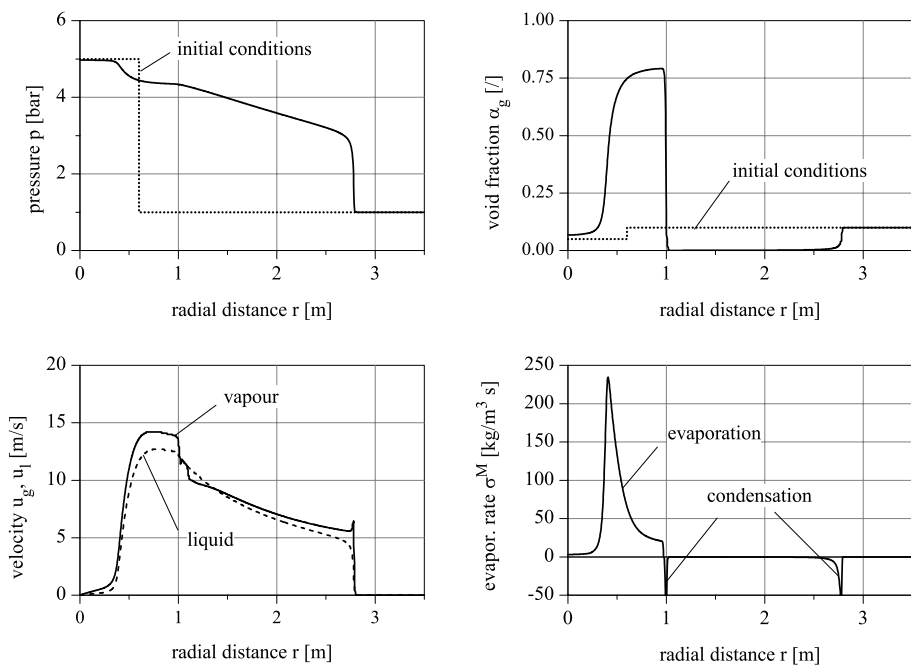 6
4
2
0
pressure p [bar]
initial conditions
0 1 2 3
radial distance r [m]
1.00
0.75
0.50
0.25
0.00
void fraction α_g [/]
initial conditions
0 1 2 3
radial distance r [m]
20
15
10
5
0
velocity u_g, u_l [m/s]
vapour
liquid
0 1 2 3
radial distance r [m]
250
200
150
100
50
0
-50
evapor. rate σ^M [kg/m³ s]
evaporation
condensation
0 1 2 3
radial distance r [m]